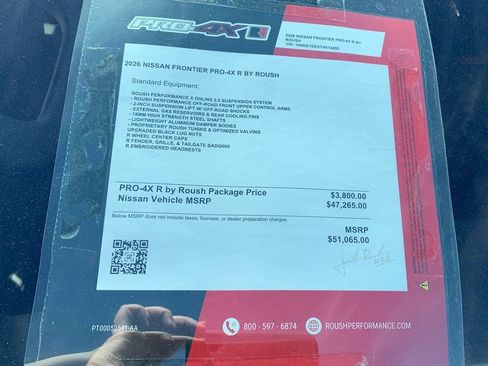 PRO-4X R
2026 NISSAN FRONTIER PRO-4X R BY
ROUSH
2026 NISSAN FRONTIER PRO-4X R BY ROUSH
Standard Equipment:
ROUSH PERFORMANCE X OHLINS 2.0 SUSPENSION SYSTEM
- ROUSH PERFORMANCE OFF-ROAD FRONT UPPER CONTROL ARMS
- 2-INCH SUSPENSION LIFT W/ OFF-ROAD SHOCKS
- EXTERNAL GAS RESERVOIRS & REAR COOLING FINS
- 18MM HIGH STRENGTH STEEL SHAFTS
- LIGHTWEIGHT ALUMINUM DAMPER BODIES
- PROPRIETARY ROUSH TUNING & OPTIMIZED VALVING
UPGRADED BLACK LUG NUTS
R WHEEL CENTER CAPS
R FENDER, GRILLE, & TAILGATE BADGING
R EMBROIDERED HEADRESTS
PRO-4X R by Roush Package Price $3,800.00
Nissan Vehicle MSRP $47,265.00
Below MSRP does not include taxes, licenses, or dealer preparation charges.
MSRP
$51,065.00
PT00052641-AA
800 - 597 - 6874
ROUSHPERFORMANCE.COM